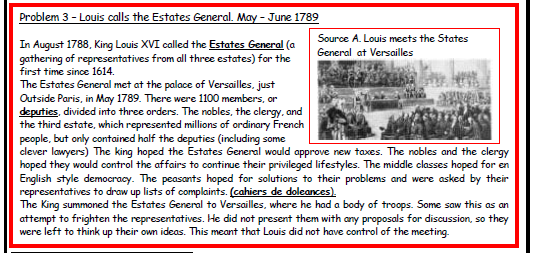 Problem 3 – Louis calls the Estates General. May – June 1789
In August 1788, King Louis XVI called the Estates General (a
gathering of representatives from all three estates) for the
first time since 1614.
The Estates General met at the palace of Versailles, just
Outside Paris, in May 1789. There were 1100 members, or
deputies, divided into three orders. The nobles, the clergy, and
the third estate, which represented millions of ordinary French
people, but only contained half the deputies (including some
Source A. Louis meets the States
General at Versailles
clever lawyers) The king hoped the Estates General would approve new taxes. The nobles and the clergy
hoped they would control the affairs to continue their privileged lifestyles. The middle classes hoped for en
English style democracy. The peasants hoped for solutions to their problems and were asked by their
representatives to draw up lists of complaints. (cahiers de doleances).
The King summoned the Estates General to Versailles, where he had a body of troops. Some saw this as an
attempt to frighten the representatives. He did not present them with any proposals for discussion, so they
were left to think up their own ideas. This meant that Louis did not have control of the meeting.